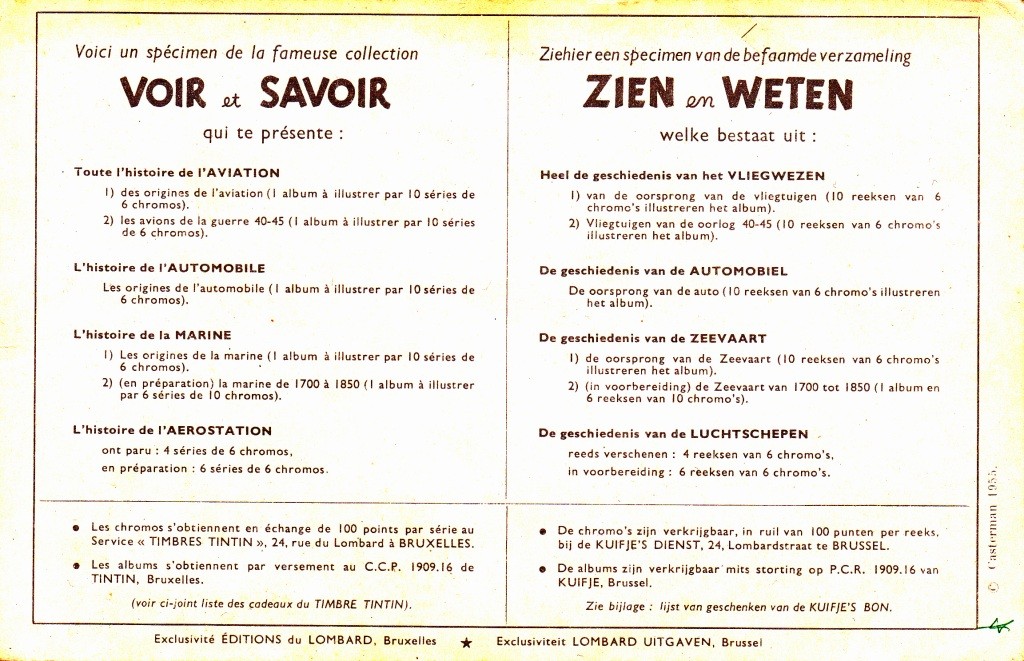 Voici un spécimen de la fameuse collection
VOIR et SAVOIR
qui te présente :
Toute l'histoire de l'AVIATION
1) des origines de l'aviation (1 album à illustrer par 10 séries de
6 chromos).
2) les avions de la guerre 40-45 (1 album à illustrer par 10 séries
de 6 chromos).
L'histoire de l'AUTOMOBILE
Les origines de l'automobile (1 album à illustrer par 10 séries de
6 chromos).
L'histoire de la MARINE
1) Les origines de la marine (1 album à illustrer par 10 séries de
6 chromos).
2) (en préparation) la marine de 1700 à 1850 (1 album à illustrer
par 6 séries de 10 chromos).
L'histoire de l'AEROSTATION
ont paru : 4 séries de 6 chromos,
en préparation : 6 séries de 6 chromos.
• Les chromos s'obtiennent en échange de 100 points par série au
Service « TIMBRES TINTIN », 24, rue du Lombard à BRUXELLES.
• Les albums s'obtiennent par versement au C.C.P. 1909.16 de
TINTIN, Bruxelles.
(voir ci-joint liste des cadeaux du TIMBRE TINTIN).
Ziehier een specimen van de befaamde verzameling
ZIEN en WETEN
welke bestaat uit :
Heel de geschiedenis van het VLIEGWEZEN
1) van de oorsprong van de vliegtuigen (10 reeksen van 6
chromo's illustreren het album).
2) Vliegtuigen van de oorlog 40-45 (10 reeksen van 6 chromo's
illustreren het album).
De geschiedenis van de AUTOMOBIEL
De oorsprong van de auto (10 reeksen van 6 chromo's illustreren
het album).
De geschiedenis van de ZEEVAART
1) de oorsprong van de Zeevaart (10 reeksen van 6 chromo's
illustreren het album).
2) (in voorbereiding) de Zeevaart van 1700 tot 1850 (1 album en
6 reeksen van 10 chromo's).
De geschiedenis van de LUCHTSCHEPEN
reeds verschenen : 4 reeksen van 6 chromo's,
in voorbereiding : 6 reeksen van 6 chromo's.
• De chromo's zijn verkrijgbaar, in ruil van 100 punten per reeks,
bij de KUIFJE'S DIENST, 24, Lombardstraat te BRUSSEL.
• De albums zijn verkrijgbaar mits storting op P.C.R. 1909.16 van
KUIFJE, Brussel.
Zie bijlage : lijst van geschenken van de KUIFJE'S BON.
© Casterman 1955.
Exclusivité ÉDITIONS du LOMBARD, Bruxelles ★ Exclusiviteit LOMBARD UITGAVEN, Brussel